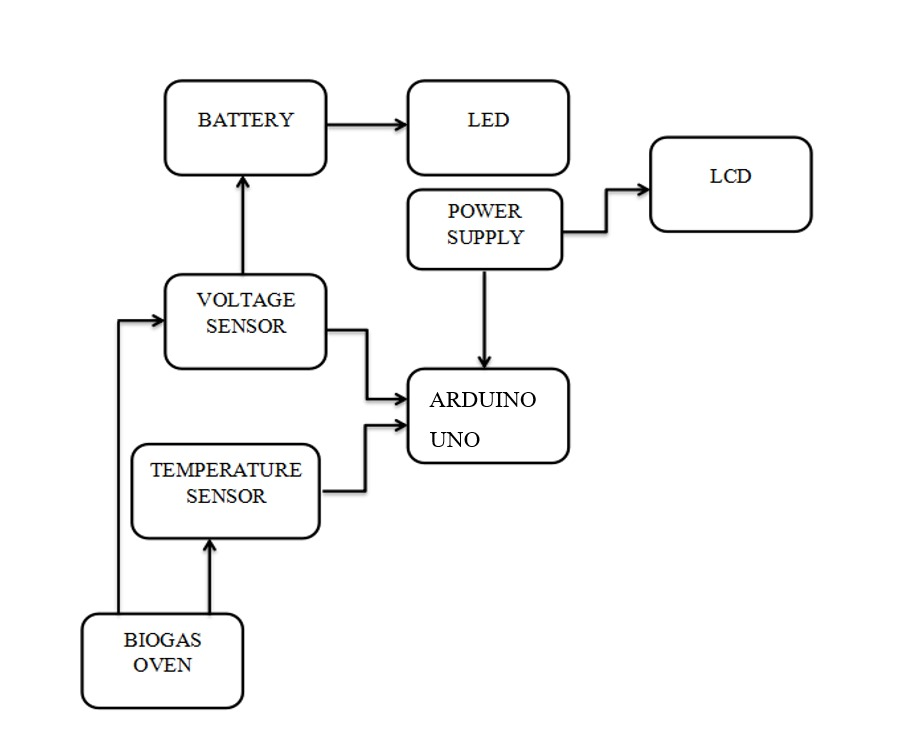 BATTERY
LED
LCD
POWER
SUPPLY
VOLTAGE
SENSOR
ARDUINO
UNO
TEMPERATURE
SENSOR
BIOGAS
OVEN